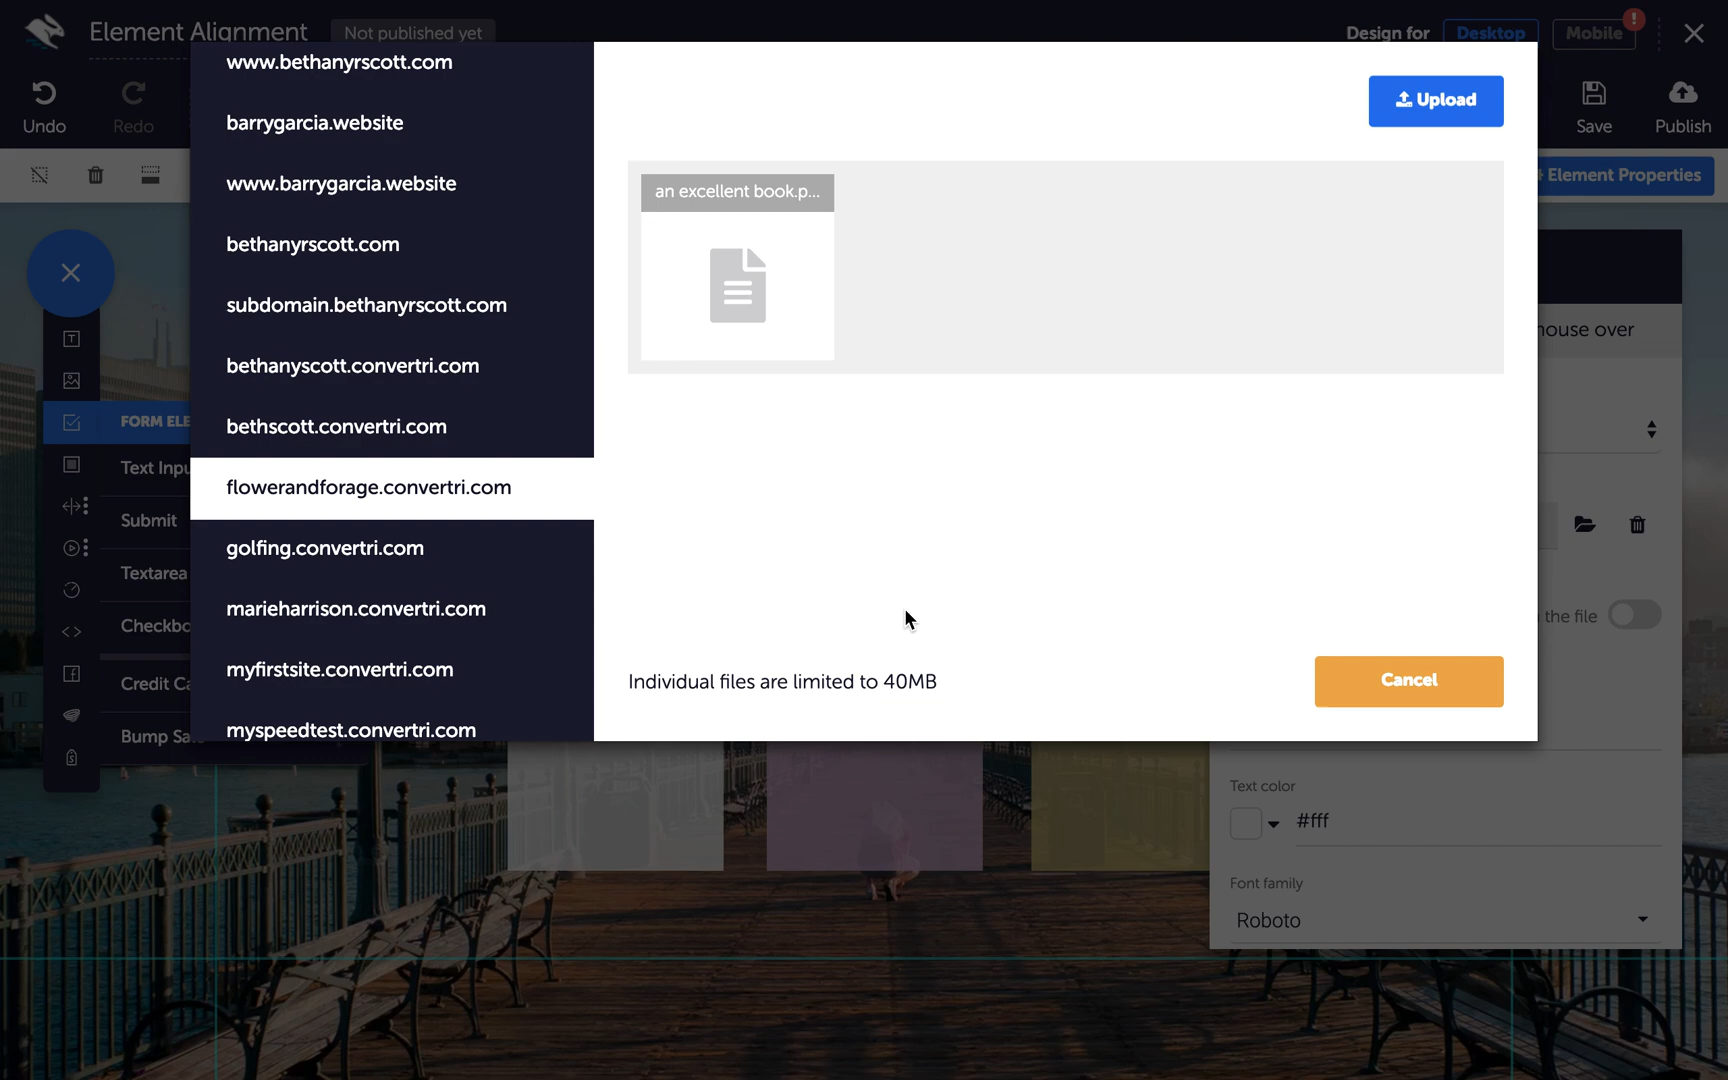 Element Alignment
Not published yet
Design for
Desktop
Mobile
!
Undo
Redo
Save
Publish
Element Properties
www.bethanyrscott.com
barrygarcia.website
www.barrygarcia.website
bethanyrscott.com
subdomain.bethanyrscott.com
bethanyscott.convertri.com
bethscott.convertri.com
flowerandforage.convertri.com
golfing.convertri.com
marieharrison.convertri.com
myfirstsite.convertri.com
myspeedtest.convertri.com
Upload
an excellent book.p...
Individual files are limited to 40MB
Cancel
FORM ELE
Text Inpu
Submit
Textarea
Checkbo
Credit Ca
Bump Sa
mouse over
the file
Text color
#fff
Font family
Roboto